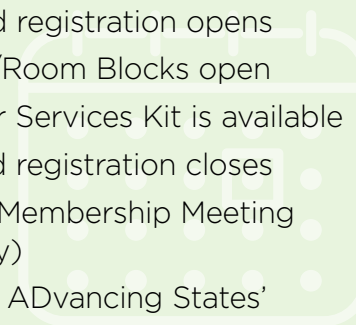 registration opens
Room Blocks open
Services Kit is available
registration closes
Membership Meeting
ADvancing States'